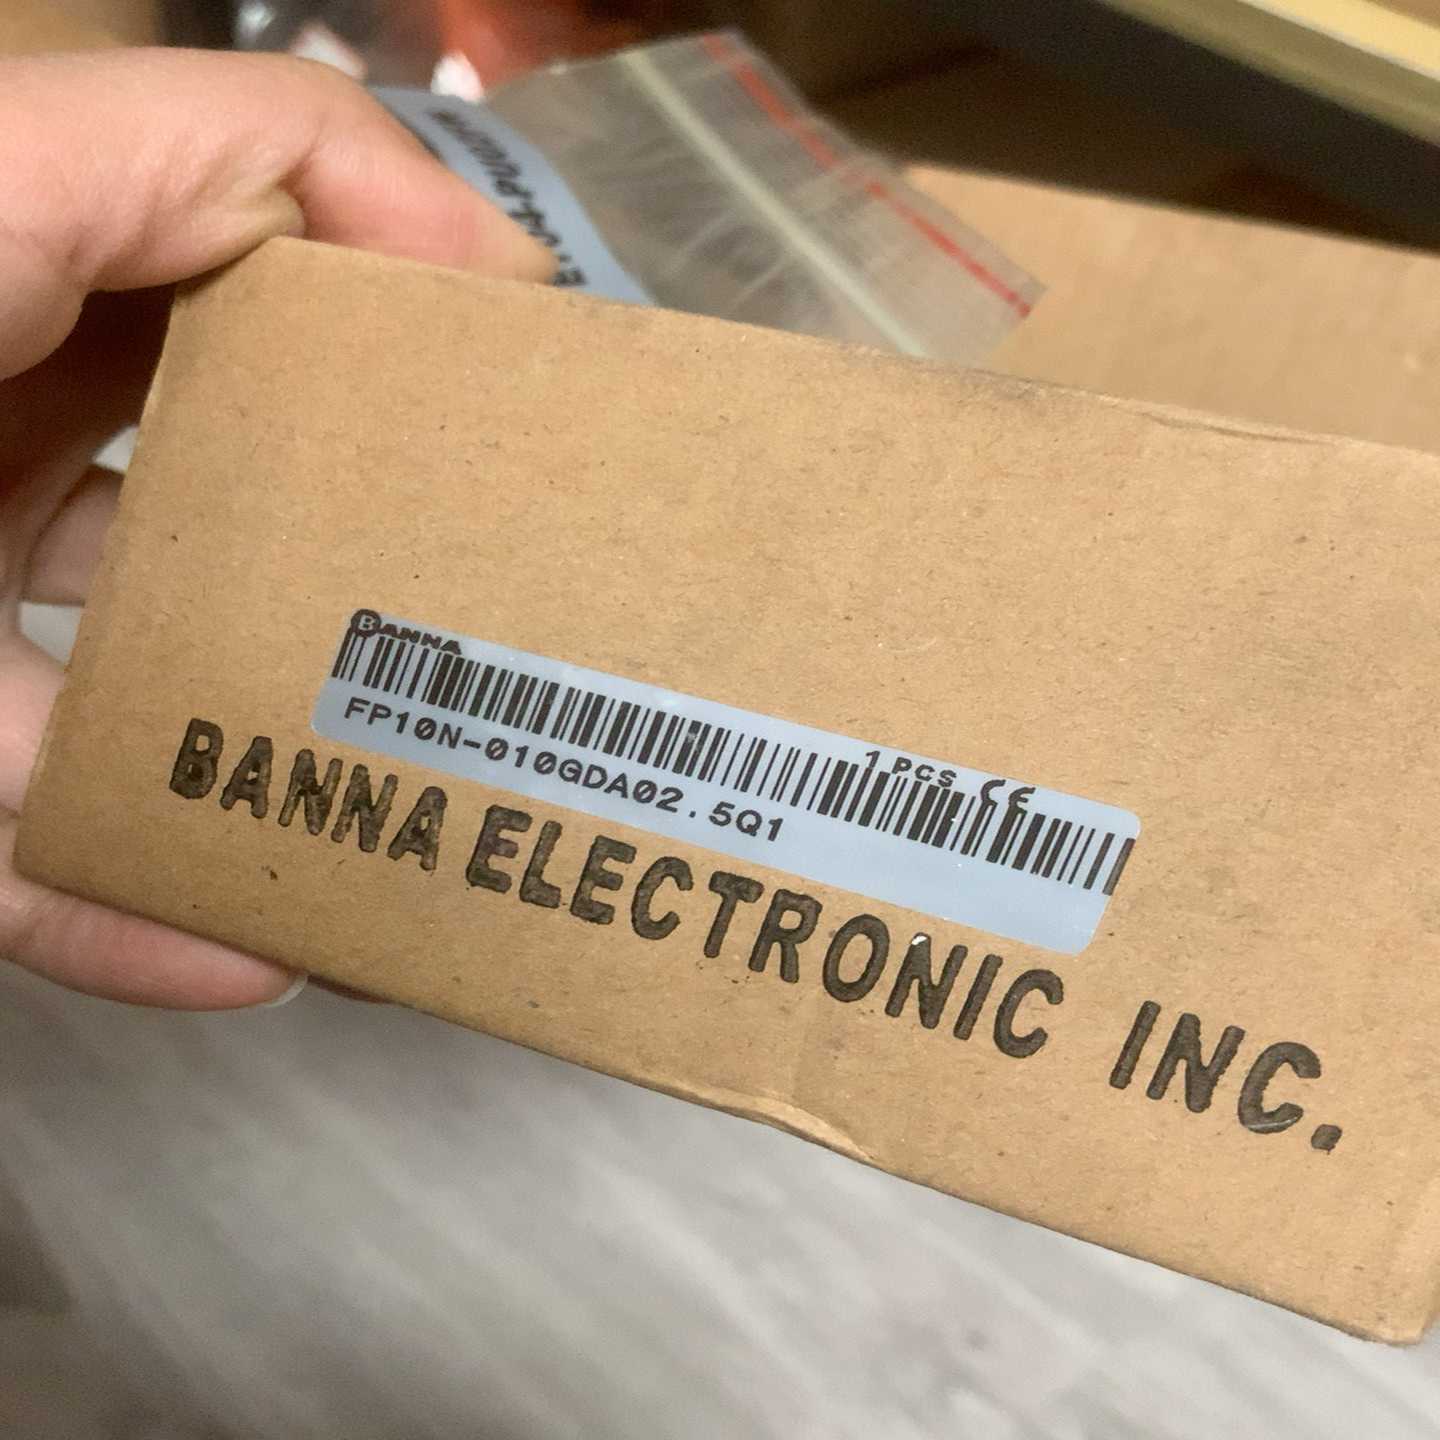 BANNA
1 PCS CE
FP10N-010GDA02.5Q1
BANNA ELECTRONIC INC.